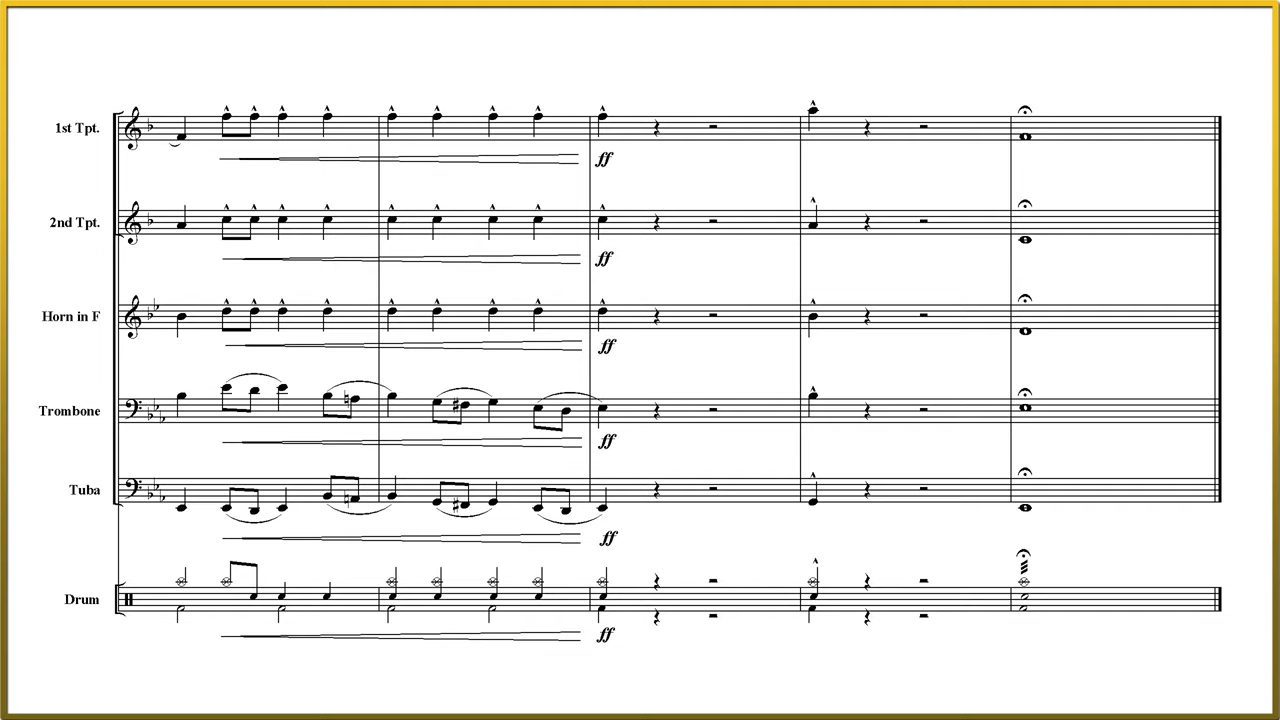 1st Tpt.
ff
2nd Tpt.
ff
Horn in F
ff
Trombone
ff
Tuba
ff
Drum
ff